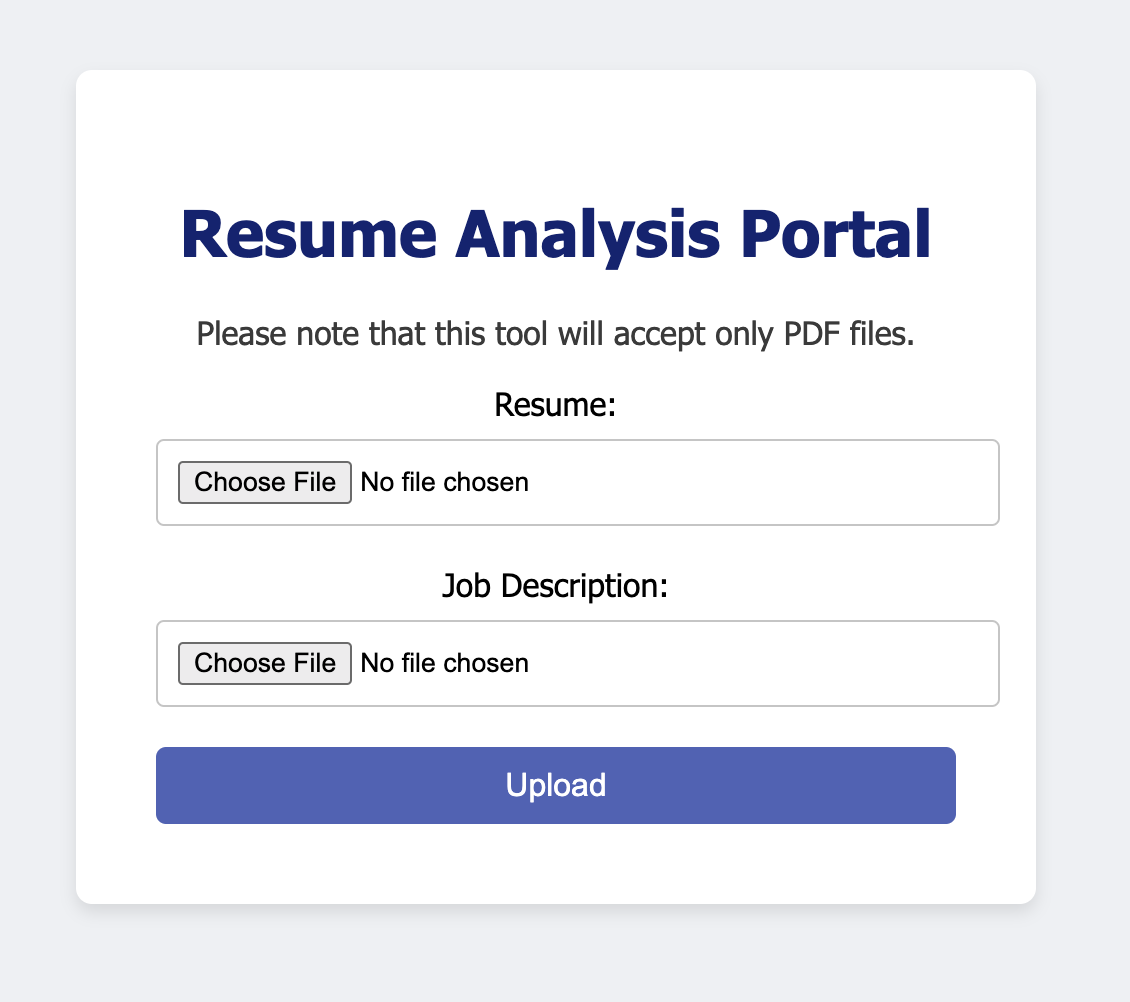 Resume Analysis Portal
Please note that this tool will accept only PDF files.
Resume:
Choose File No file chosen
Job Description:
Choose File No file chosen
Upload